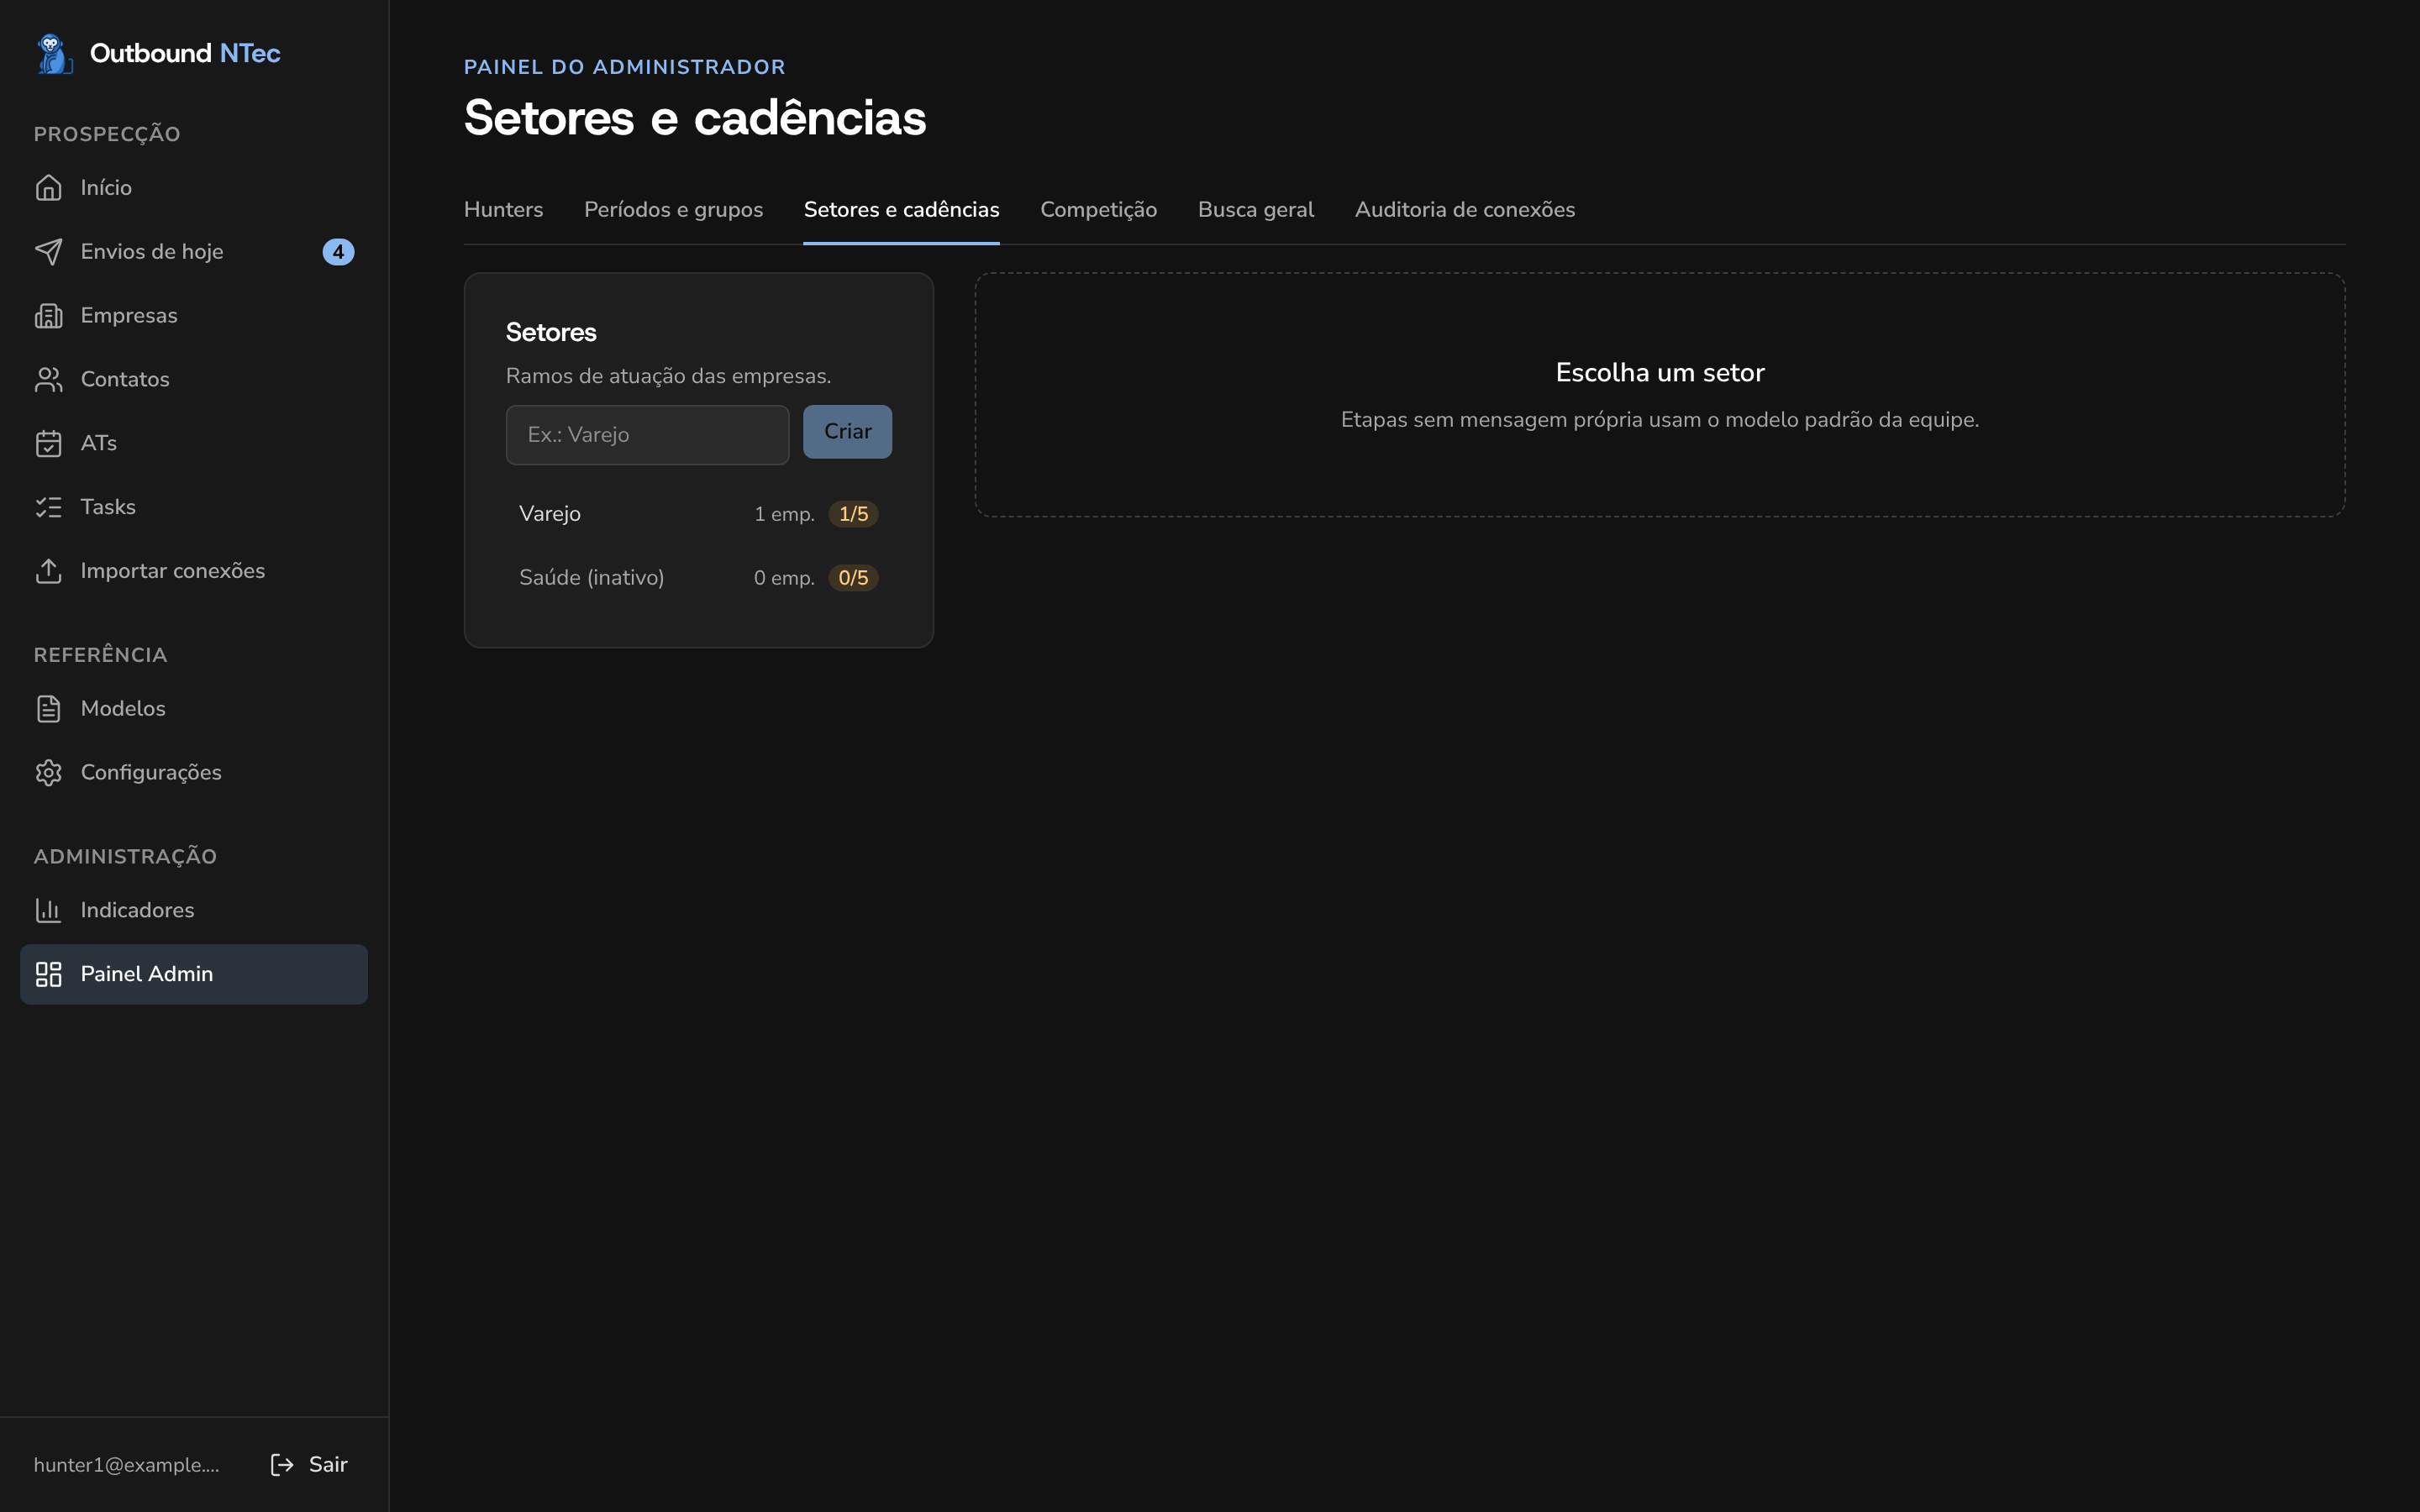 Outbound NTec
PROSPECÇÃO
Início
Envios de hoje 4
Empresas
Contatos
ATs
Tasks
Importar conexões
REFERÊNCIA
Modelos
Configurações
ADMINISTRAÇÃO
Indicadores
Painel Admin
hunter1@example.... Sair
PAINEL DO ADMINISTRADOR
Setores e cadências
Hunters Períodos e grupos Setores e cadências Competição Busca geral Auditoria de conexões
Setores
Ramos de atuação das empresas.
Ex.: Varejo Criar
Varejo 1 emp. 1/5
Saúde (inativo) 0 emp. 0/5
Escolha um setor
Etapas sem mensagem própria usam o modelo padrão da equipe.